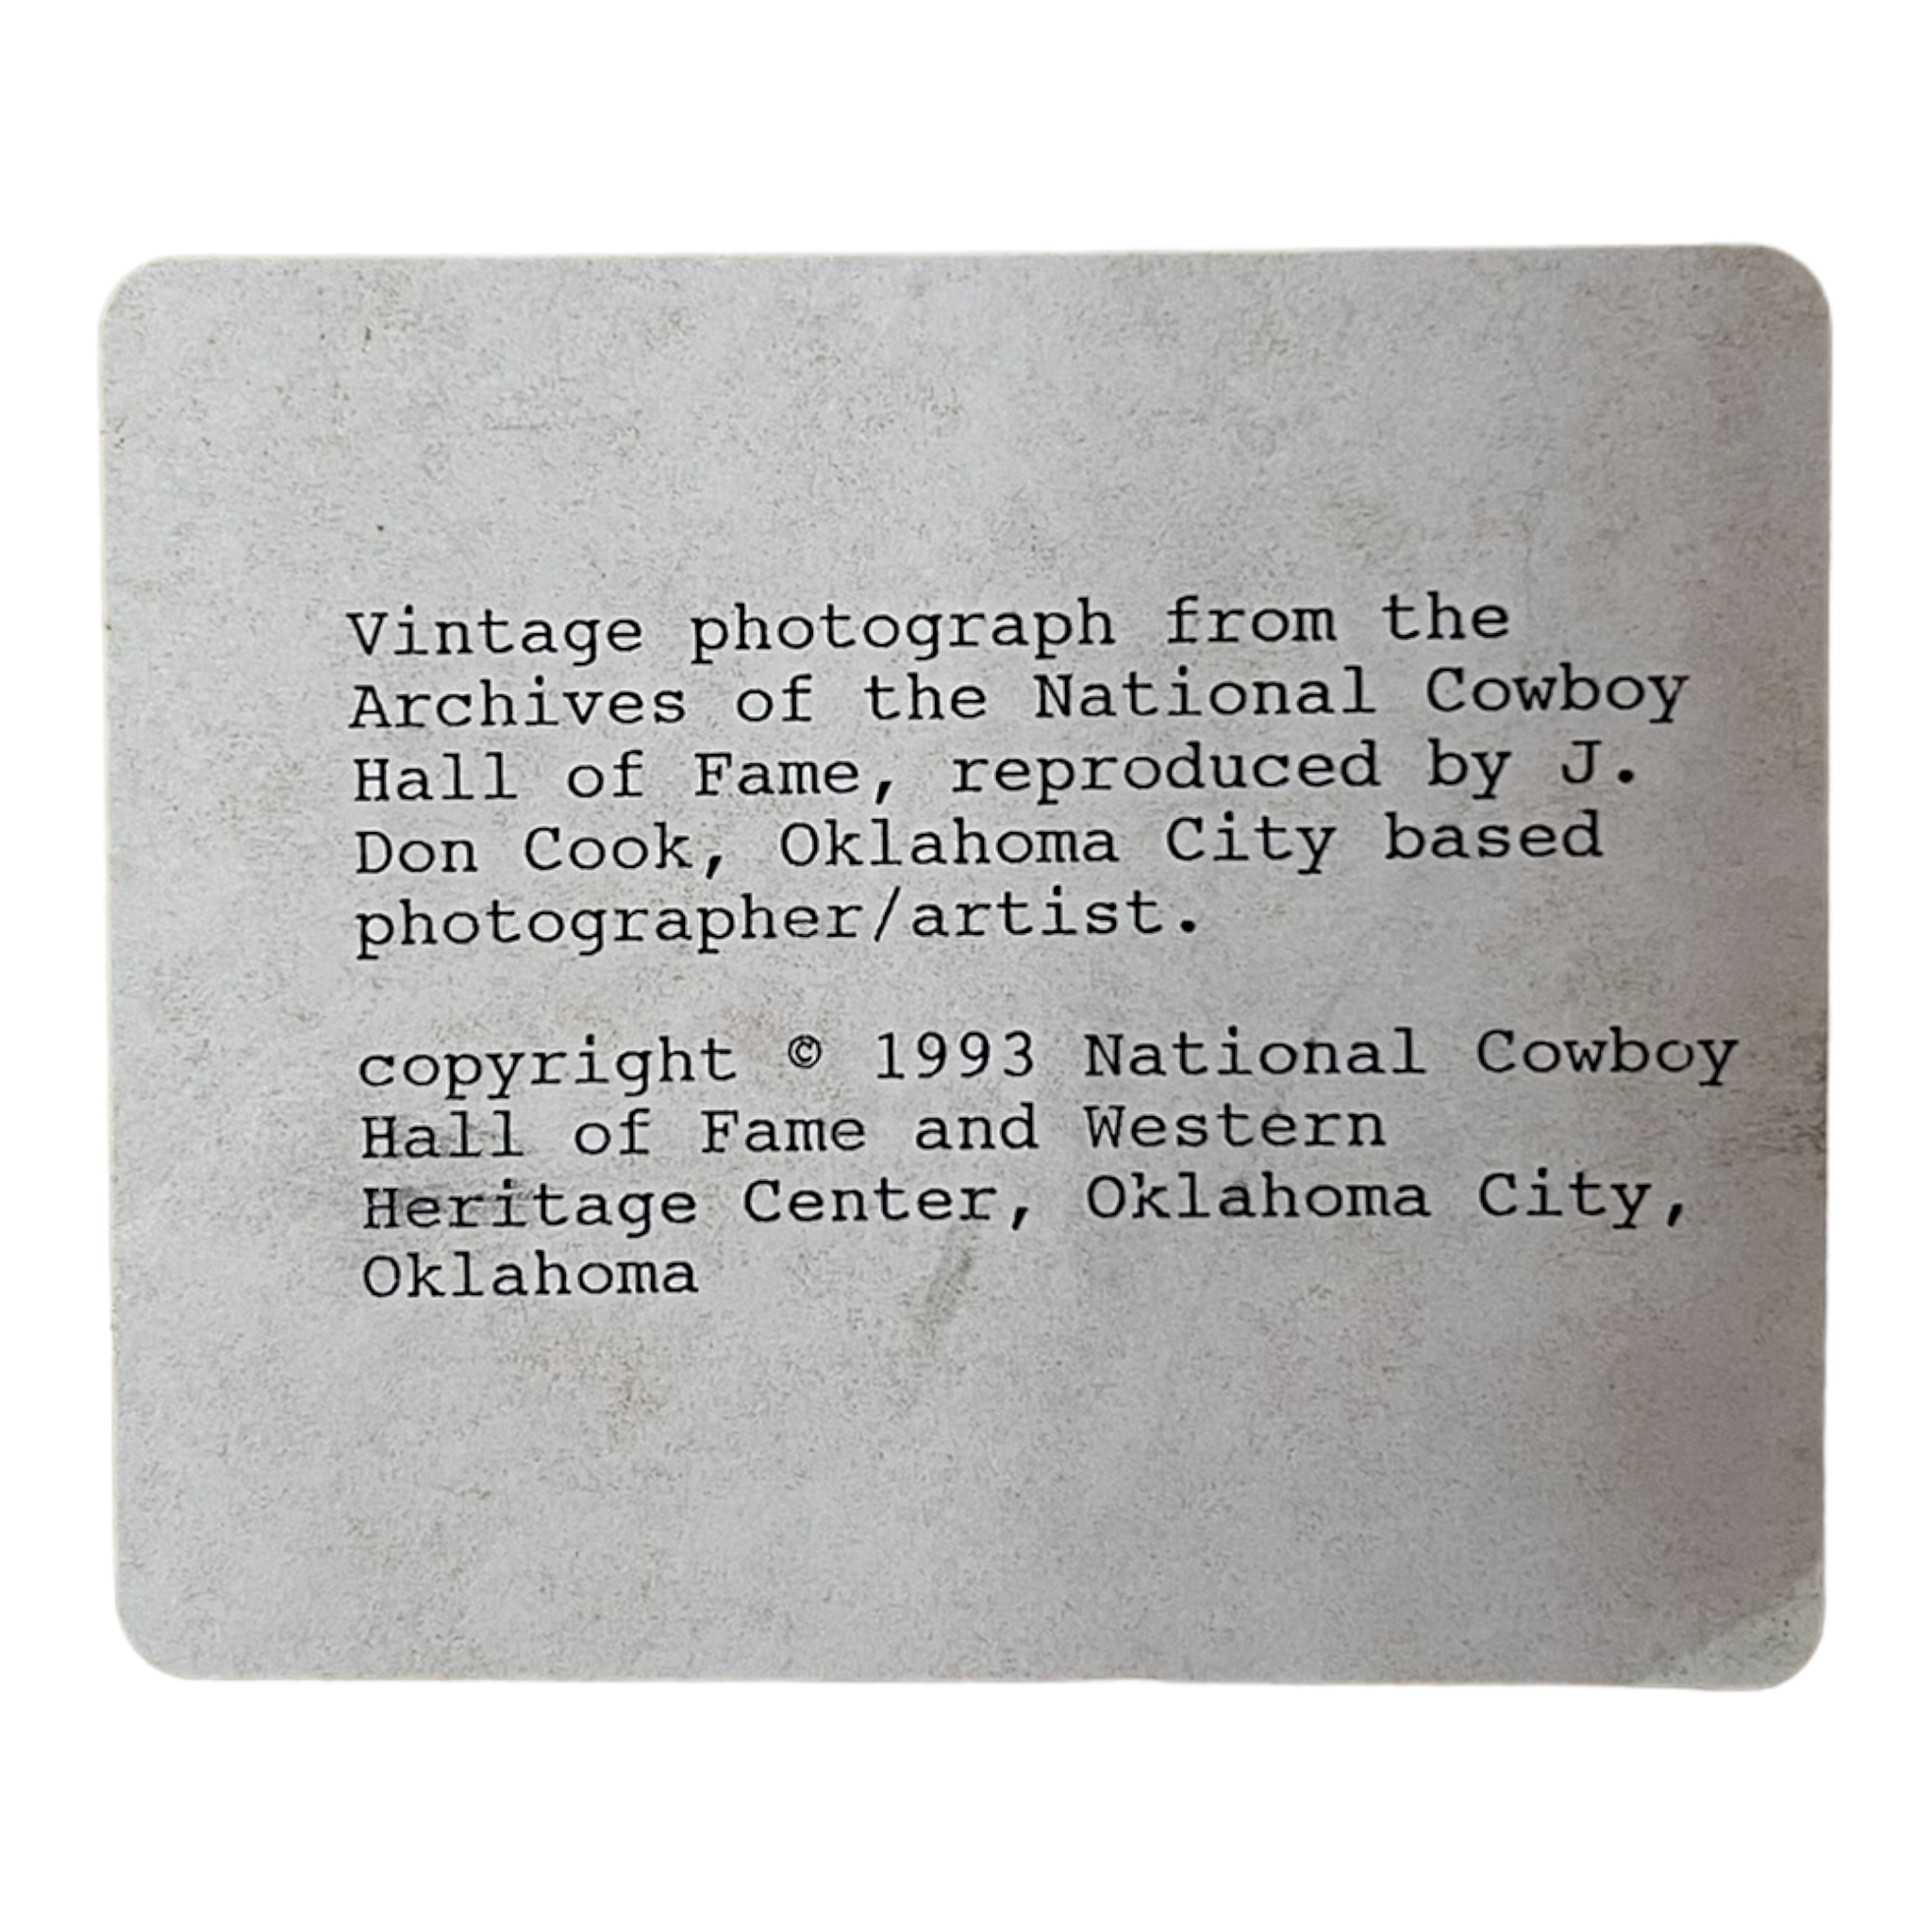 Vintage photograph from the
Archives of the National Cowboy
Hall of Fame, reproduced by J.
Don Cook, Oklahoma City based
photographer/artist.
copyright © 1993 National Cowboy
Hall of Fame and Western
Heritage Center, Oklahoma City,
Oklahoma